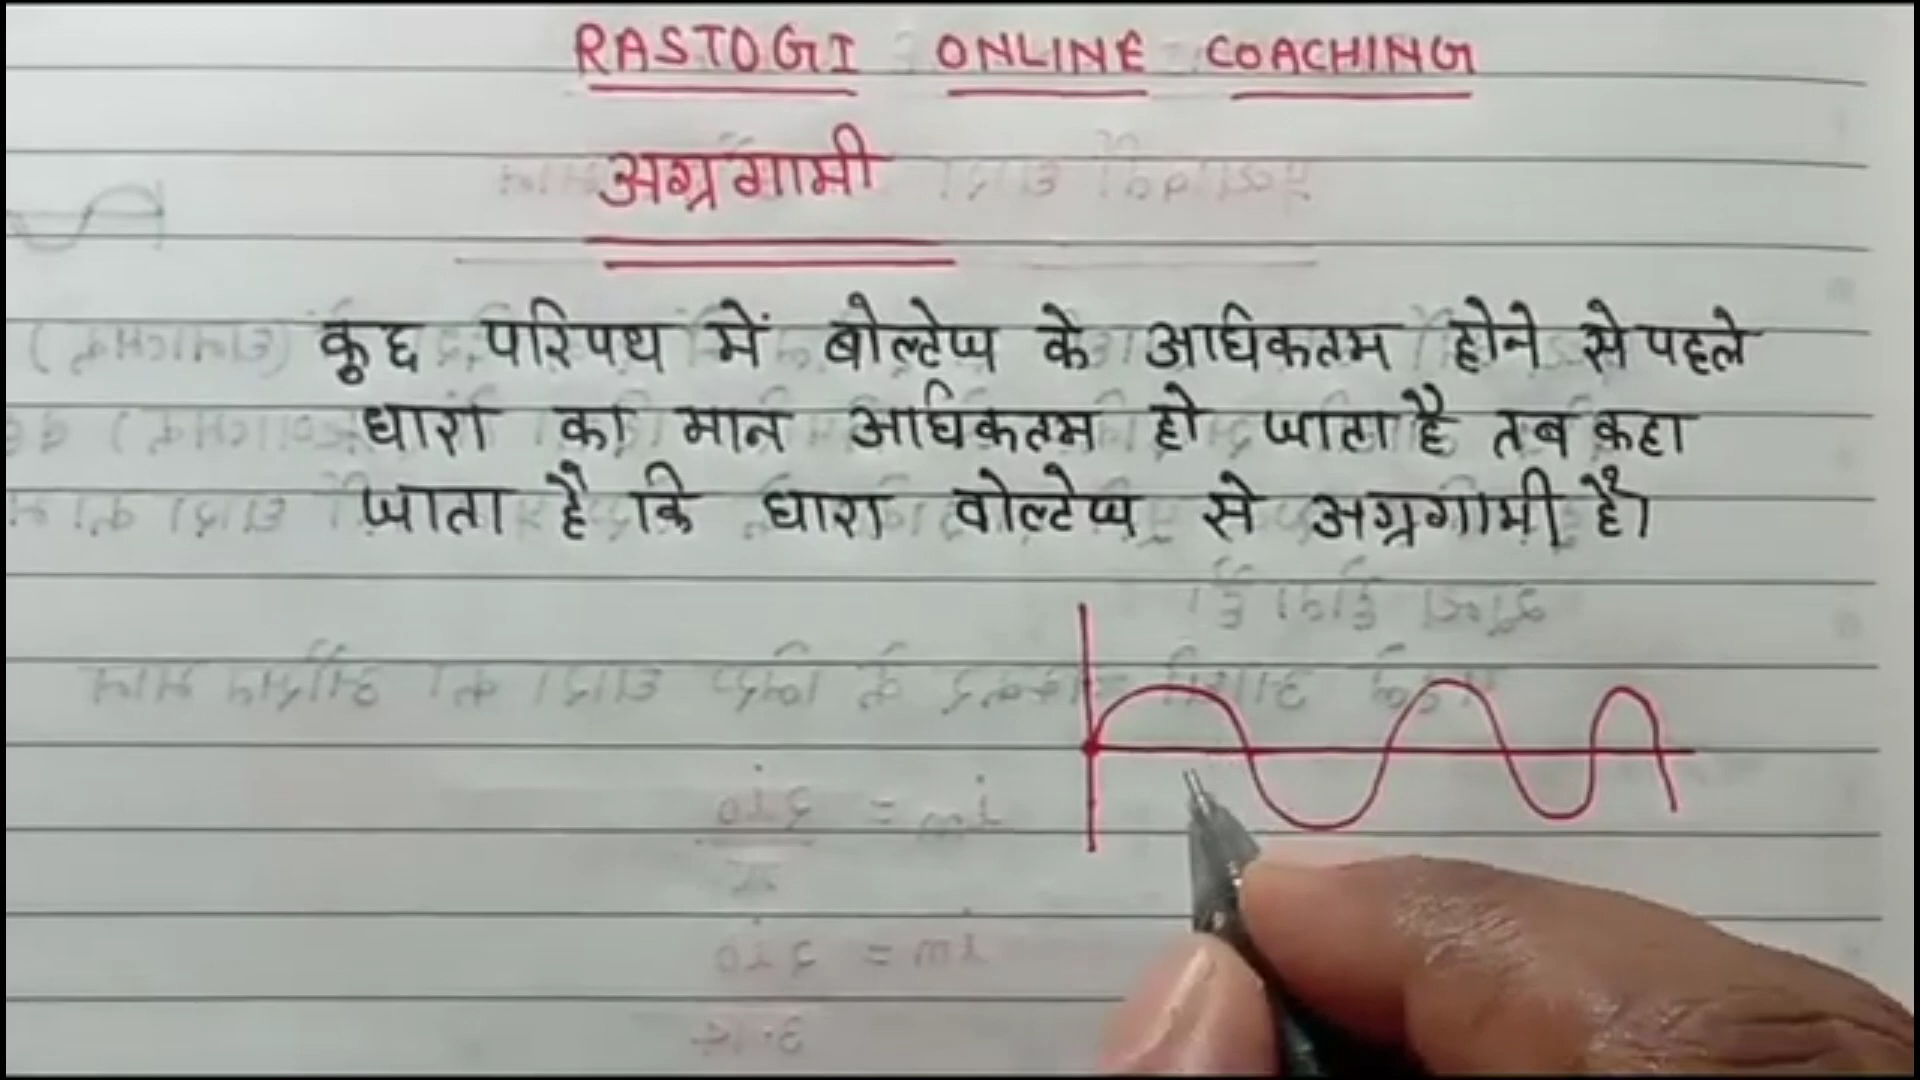 RASTOGI ONLINE COACHING
अग्रगामी
कुछ परिपथ में बोल्टेज के अधिकतम होने से पहले
धारा का मान अधिकतम हो जाता है तब कहा
जाता है कि धारा वोल्टेज से अग्रगामी है।